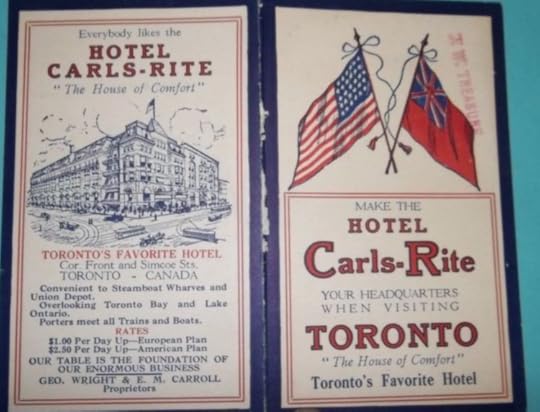 Everybody likes the
HOTEL
CARLS-RITE
"The House of Comfort"
TORONTO'S FAVORITE HOTEL
Cor. Front and Simcoe Sts.
TORONTO - CANADA
Convenient to Steamboat Wharves and
Union Depot.
Overlooking Toronto Bay and Lake
Ontario.
Porters meet all Trains and Boats.
RATES
$1.00 Per Day Up—European Plan
$2.50 Per Day Up—American Plan
OUR TABLE IS THE FOUNDATION OF
OUR ENORMOUS BUSINESS
GEO. WRIGHT & E. M. CARROLL
Proprietors
MAKE THE
HOTEL
Carls-Rite
YOUR HEADQUARTERS
WHEN VISITING
TORONTO
"The House of Comfort"
Toronto's Favorite Hotel